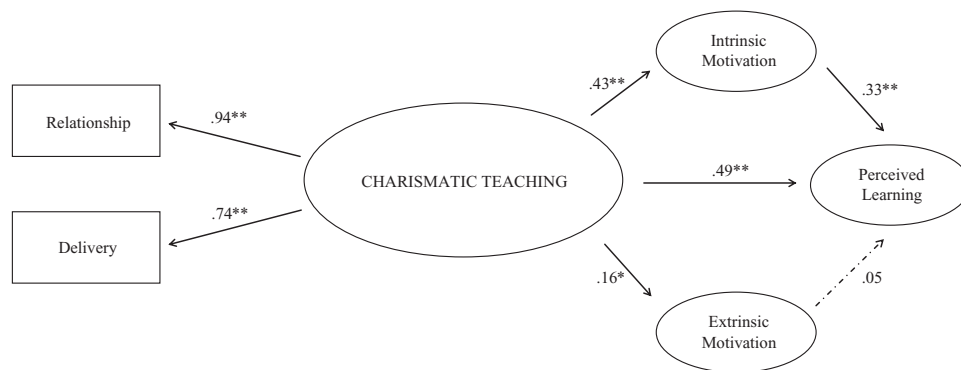 Intrinsic
Motivation
.43**
.33**
Relationship
.94**
CHARISMATIC TEACHING
.49**
Perceived
Learning
.74**
Delivery
.16*
.05
Extrinsic
Motivation